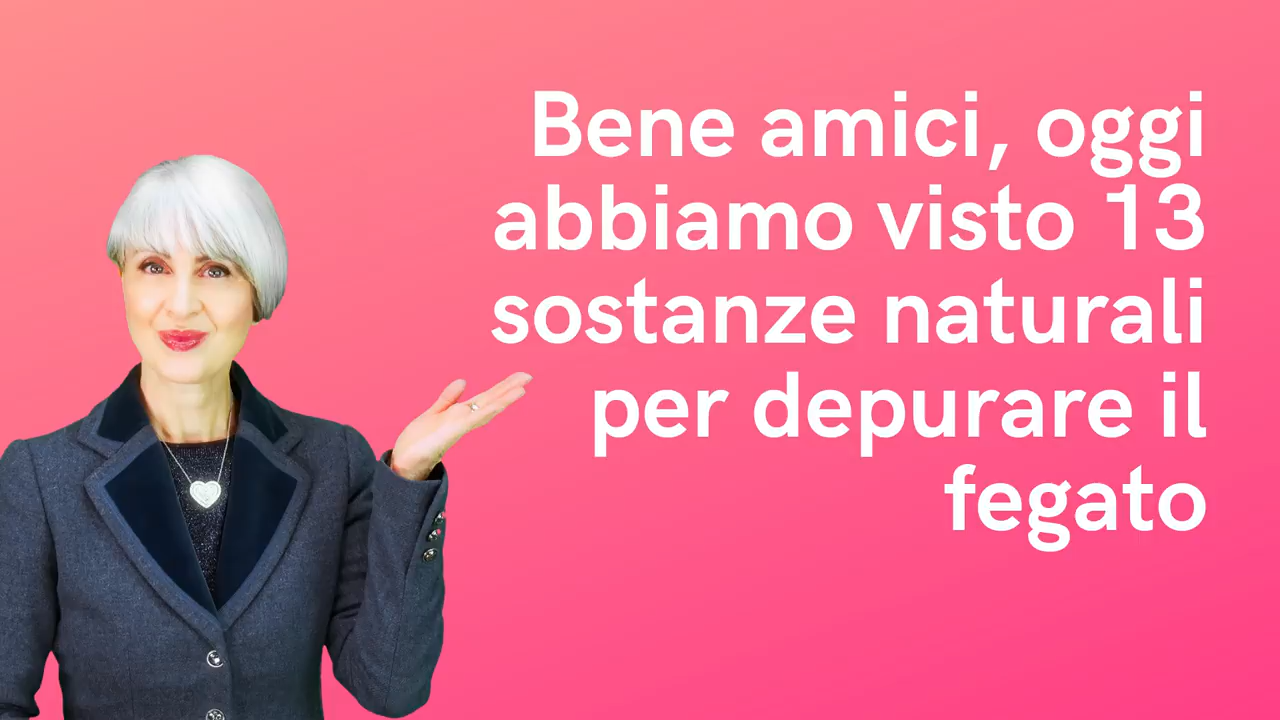 Bene amici, oggi
abbiamo visto 13
sostanze naturali
per depurare il
fegato